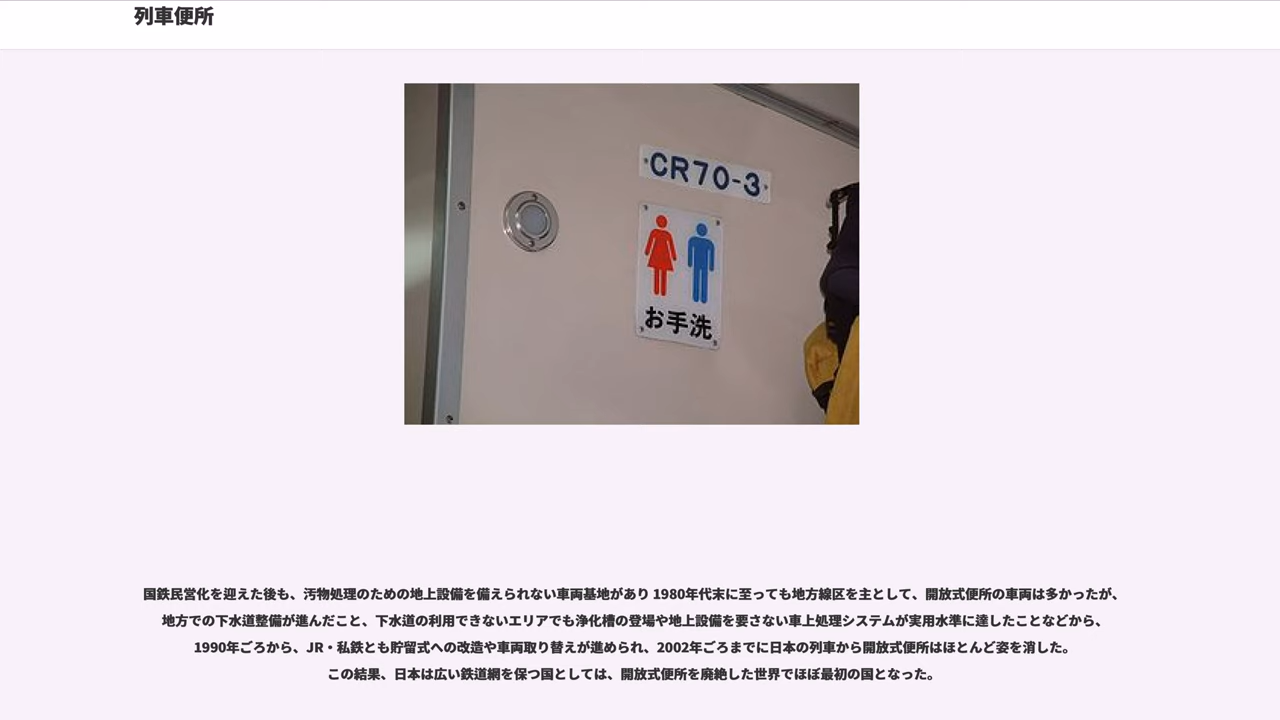 列車便所
CR70-3
お手洗
国鉄民営化を迎えた後も、汚物処理のための地上設備を備えられない車両基地があり 1980年代末に至っても地方線区を主として、開放式便所の車両は多かったが、
地方での下水道整備が進んだこと、下水道の利用できないエリアでも浄化槽の登場や地上設備を要さない車上処理システムが実用水準に達したことなどから、
1990年ごろから、JR・私鉄とも貯留式への改造や車両取り替えが進められ、2002年ごろまでに日本の列車から開放式便所はほとんど姿を消した。
この結果、日本は広い鉄道網を保つ国としては、開放式便所を廃絶した世界でほぼ最初の国となった。